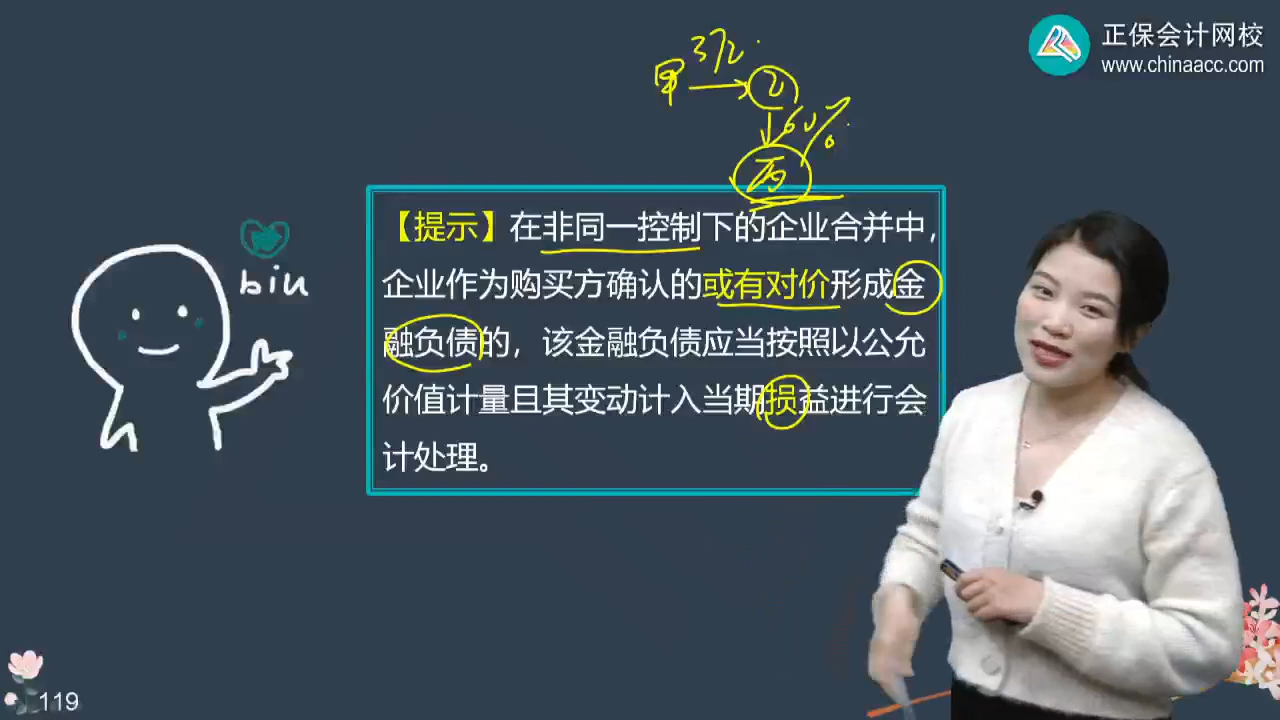 正保会计网校
www.chinaacc.com
甲 3亿 乙
60%
丙
【提示】在非同一控制下的企业合并中，
企业作为购买方确认的或有对价形成金
融负债的，该金融负债应当按照以公允
价值计量且其变动计入当期损益进行会
计处理。
biu
119